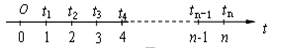 O t₁ t₂ t₃ t₄ tₙ₋₁ tₙ
t
0 1 2 3 4 n-1 n